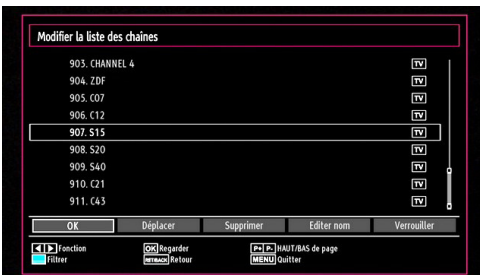 Modifier la liste des chaînes
903. CHANNEL 4 TV
904. ZDF TV
905. C07 TV
906. C12 TV
907. S15 TV
908. S20 TV
909. S40 TV
910. C21 TV
911. C43 TV
OK Déplacer Supprimer Editer nom Verrouiller
Fonction OK Regarder P+ P- HAUT/BAS de page
Filtrer RET/BACK Retour MENU Quitter